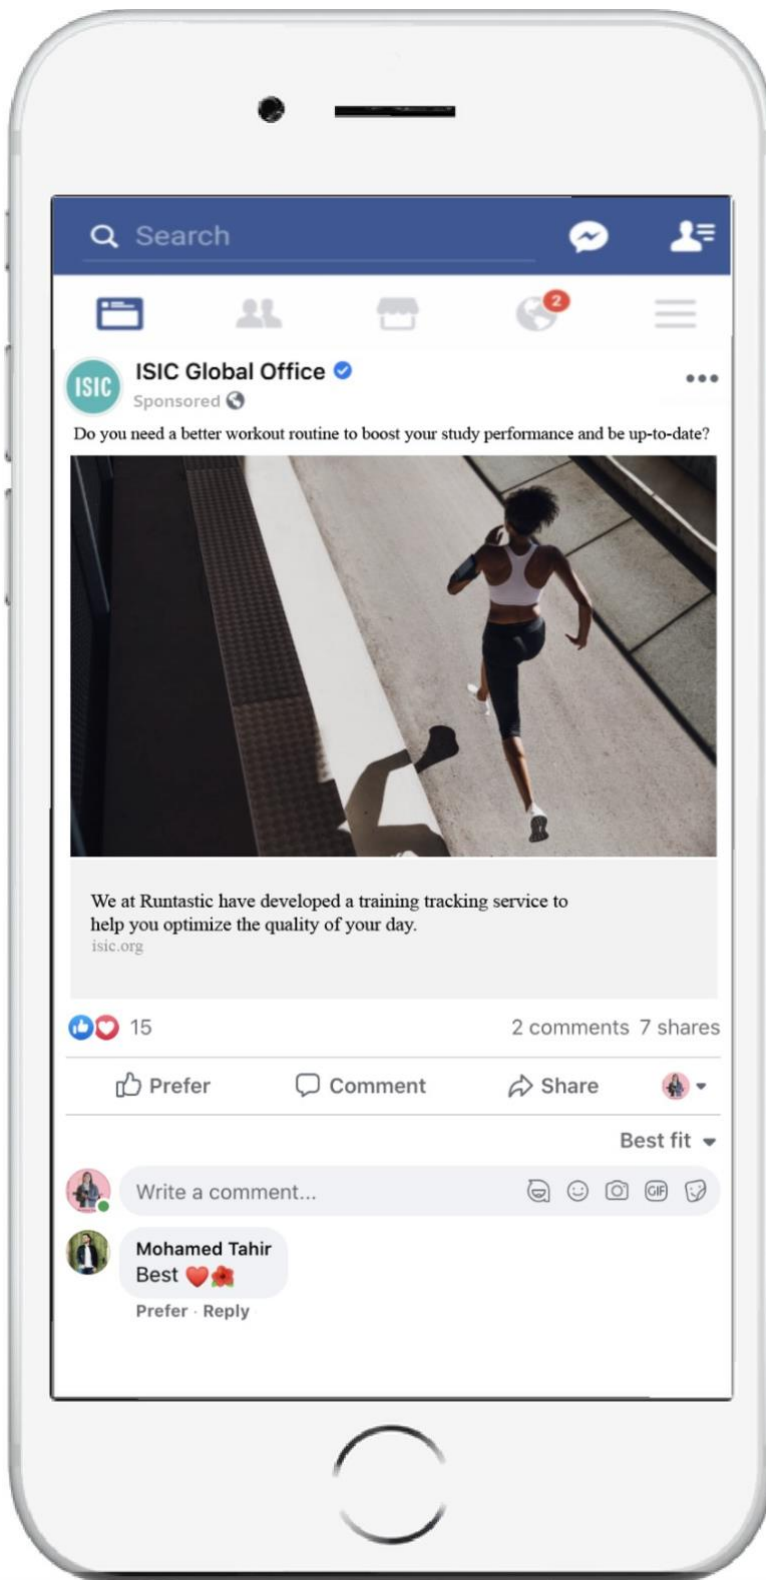 Search
2
ISIC
ISIC Global Office
Sponsored
Do you need a better workout routine to boost your study performance and be up-to-date?
We at Runtastic have developed a training tracking service to
help you optimize the quality of your day.
isic.org
15
2 comments 7 shares
Prefer Comment Share
Best fit
Write a comment...
GIF
Mohamed Tahir
Best ❤️🌺
Prefer · Reply